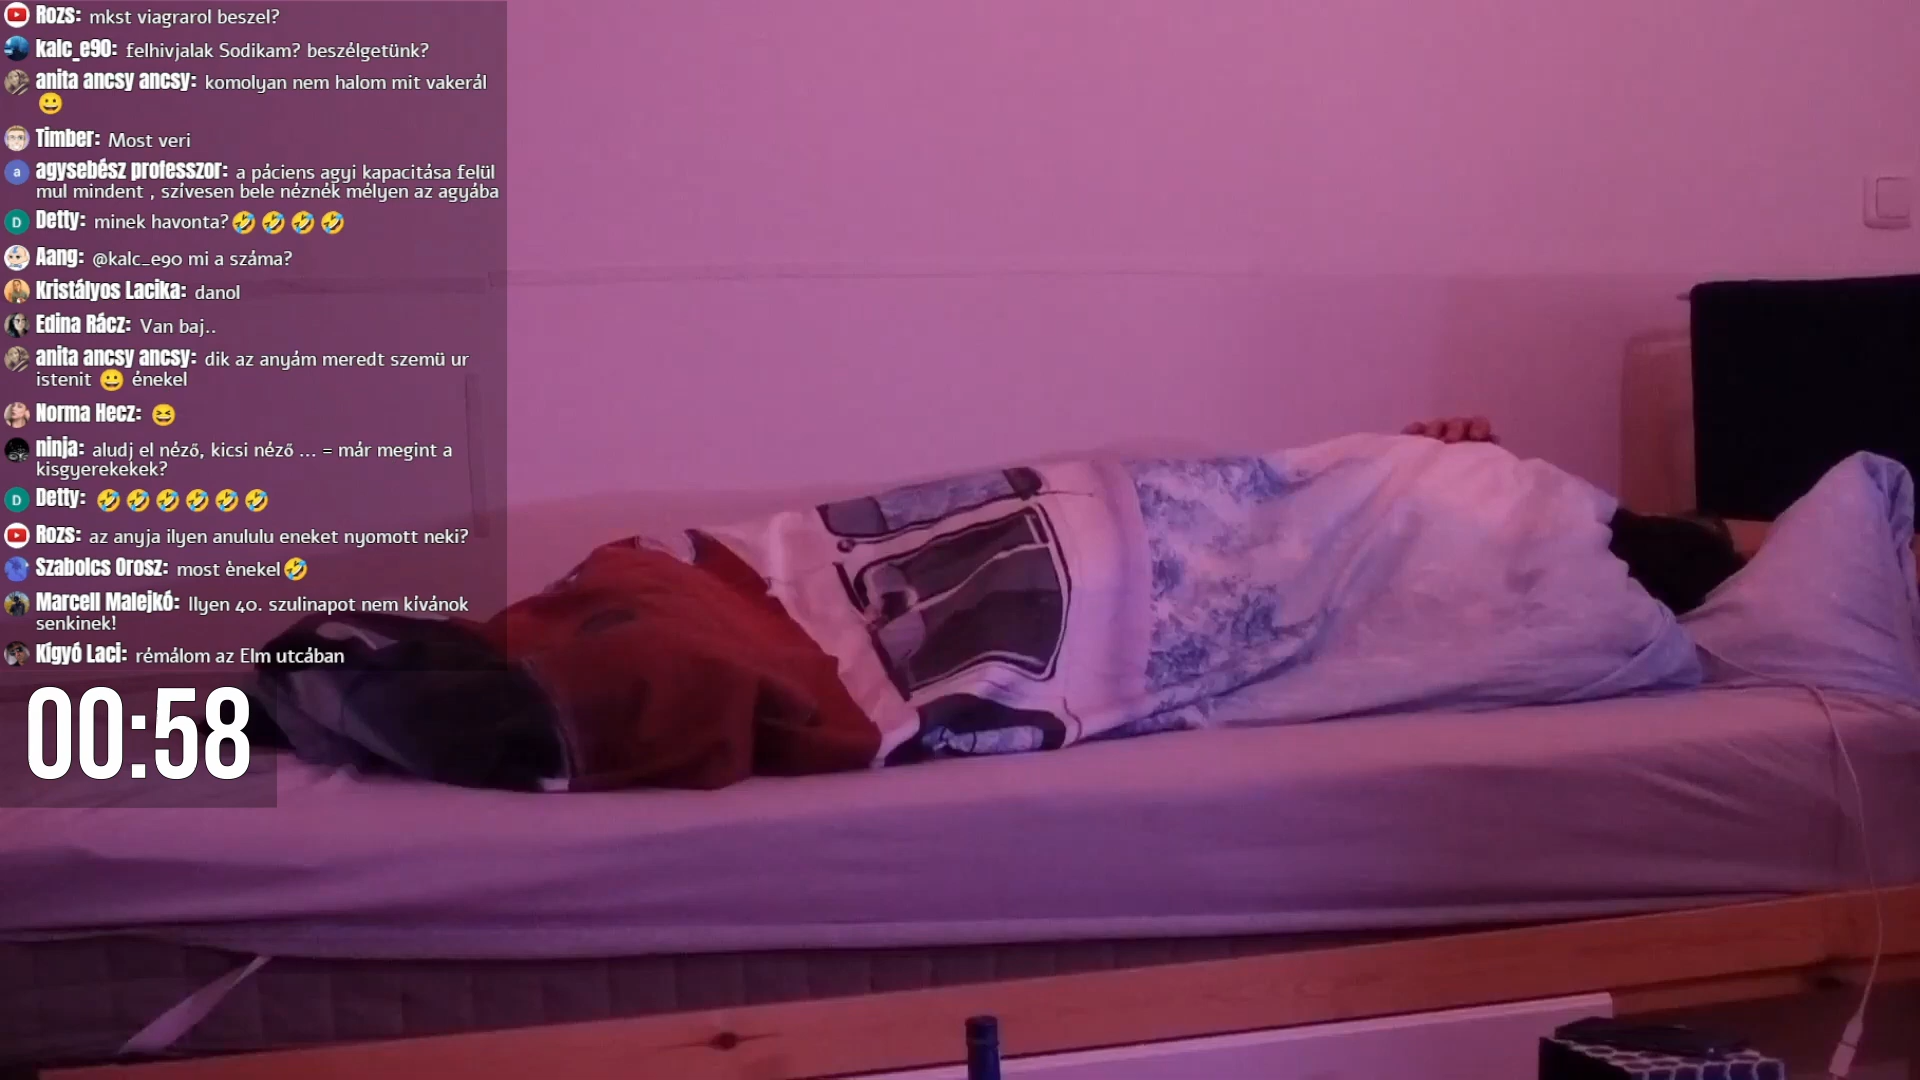 Rozs: mkst viagrarol beszel?
kalc_e90: felhivjalak Sodikam? beszélgetünk?
anita ancsy ancsy: komolyan nem halom mit vakerál
😀
Timber: Most veri
a agysebész professzor: a páciens agyi kapacitása felül
mul mindent , szívesen bele néznék mélyen az agyába
D Detty: minek havonta?🤣🤣🤣🤣
Aang: @kalc_e90 mi a száma?
Kristályos Lacika: danol
Edina Rácz: Van baj..
anita ancsy ancsy: dik az anyám meredt szemü ur
istenit 😀 énekel
Norma Hecz: 😆
ninja: aludj el néző, kicsi néző ... = már megint a
kisgyerekekek?
D Detty: 🤣🤣🤣🤣🤣🤣
Rozs: az anyja ilyen anululu eneket nyomott neki?
Szabolcs Orosz: most énekel🤣
Marcell Malejkó: Ilyen 40. szulinapot nem kívánok
senkinek!
Kígyó Laci: rémálom az Elm utcában
00:58